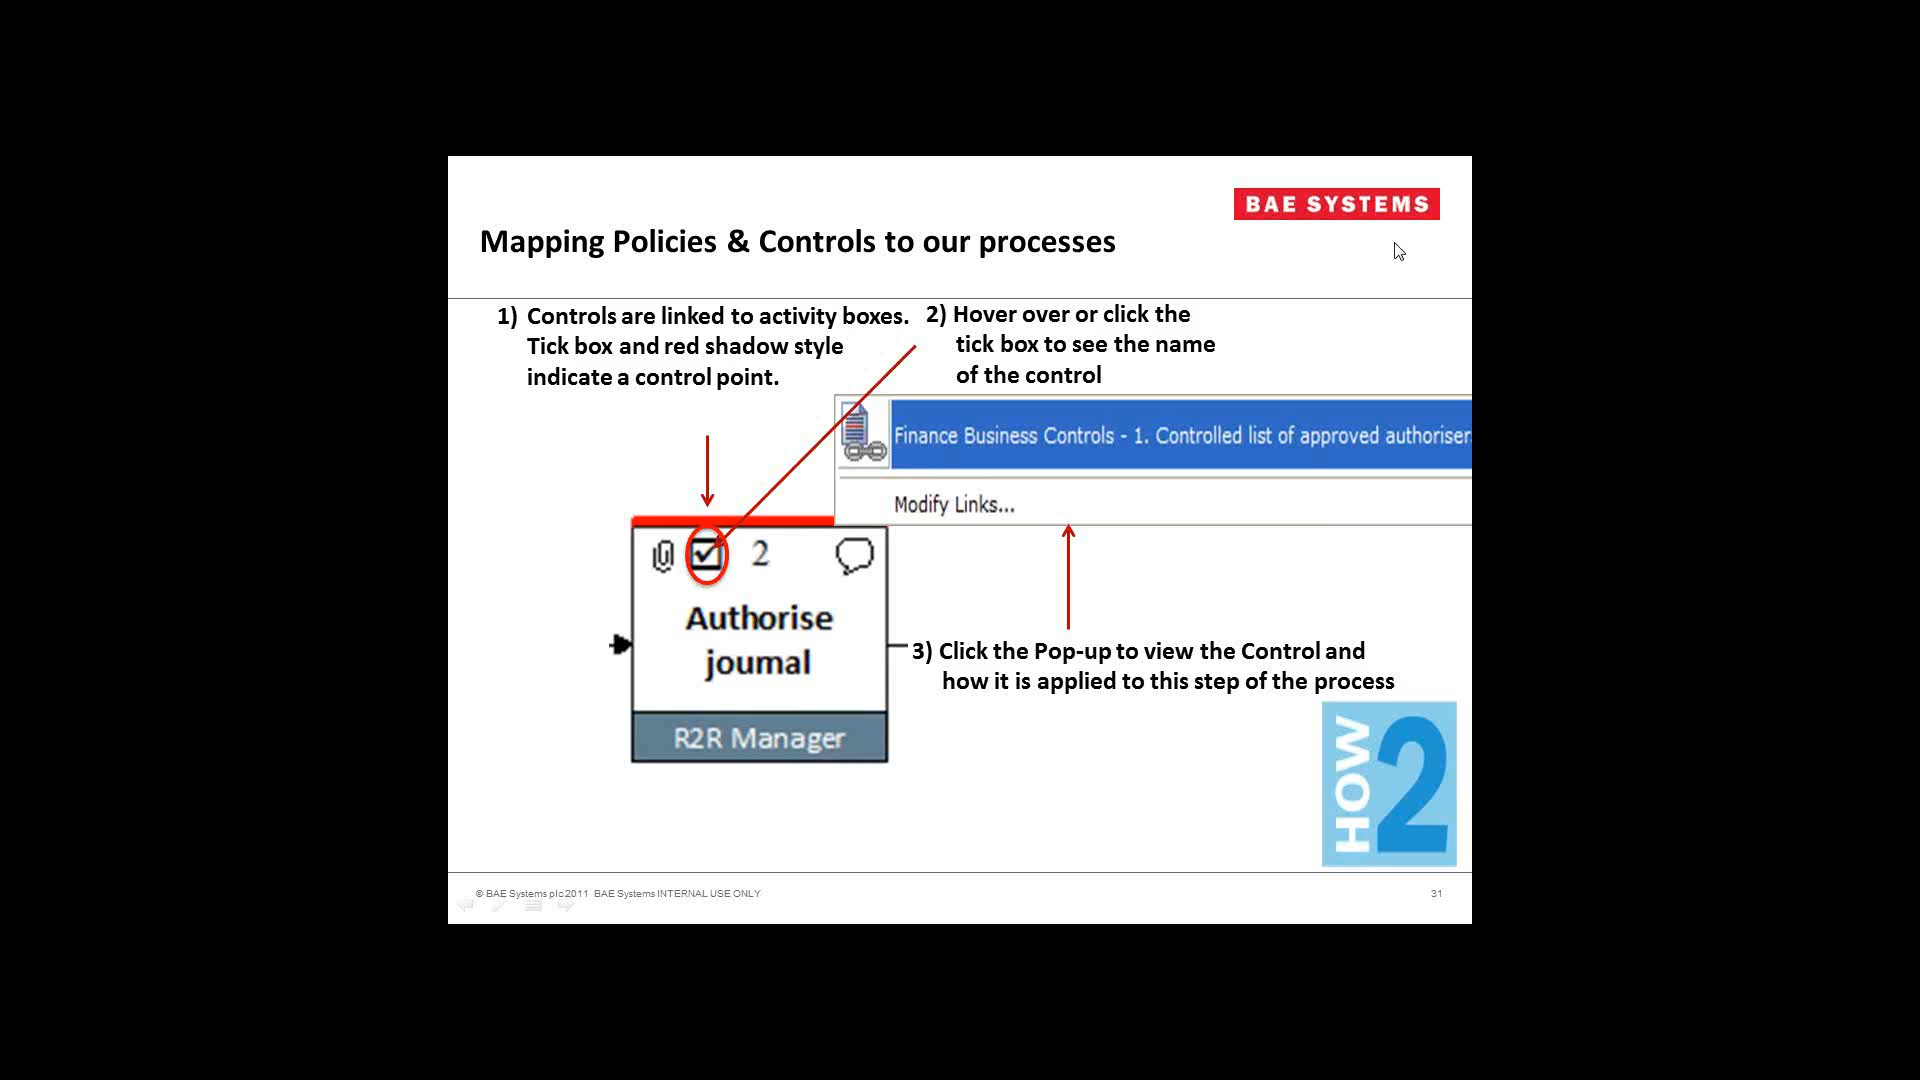 BAE SYSTEMS
Mapping Policies & Controls to our processes
1) Controls are linked to activity boxes.
Tick box and red shadow style
indicate a control point.
2) Hover over or click the
tick box to see the name
of the control
Finance Business Controls - 1. Controlled list of approved authoriser
Modify Links...
2
Authorise
journal
R2R Manager
3) Click the Pop-up to view the Control and
how it is applied to this step of the process
HOW2
© BAE Systems plc 2011 BAE Systems INTERNAL USE ONLY
31